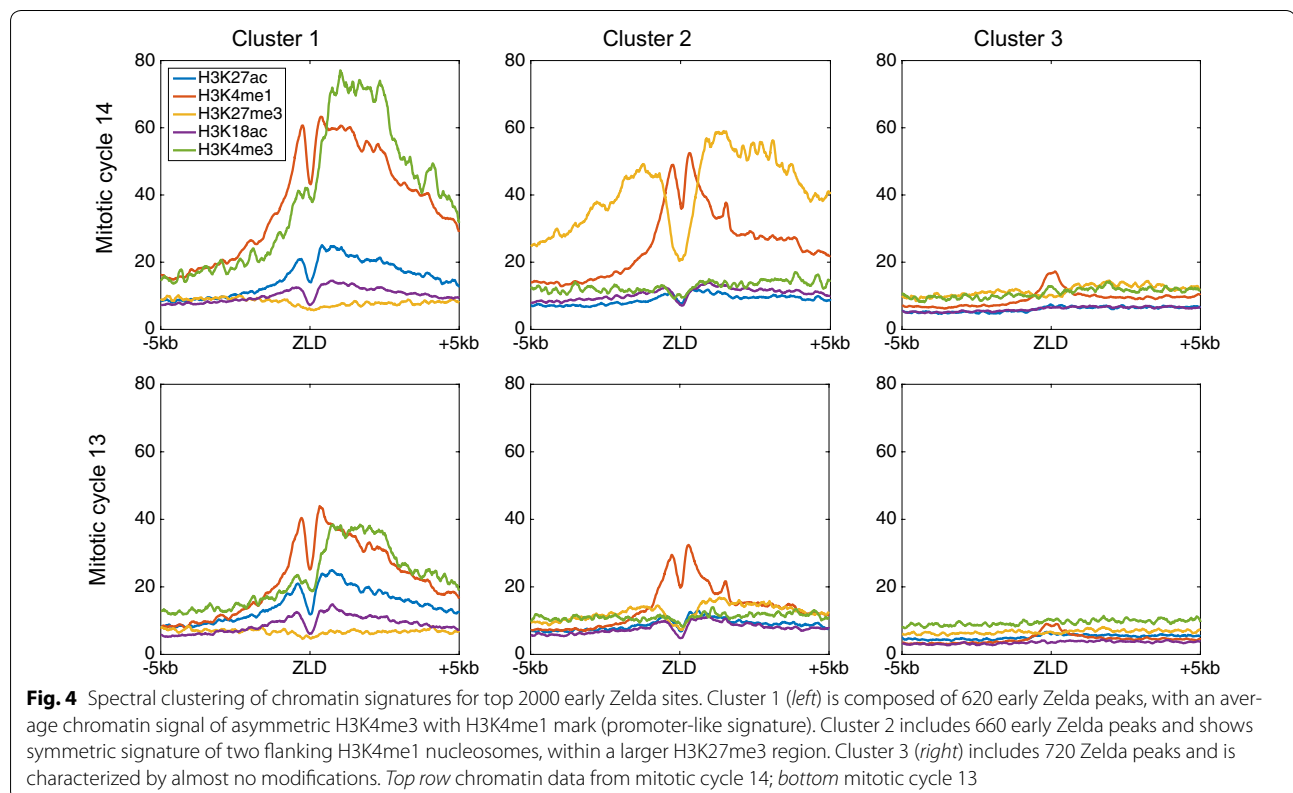 Cluster 1
Cluster 2
Cluster 3
Mitotic cycle 14
80
60
40
20
0
-5kb
ZLD
+5kb
H3K27ac
H3K4me1
H3K27me3
H3K18ac
H3K4me3
80
60
40
20
0
-5kb
ZLD
+5kb
80
60
40
20
0
-5kb
ZLD
+5kb
Mitotic cycle 13
80
60
40
20
0
-5kb
ZLD
+5kb
80
60
40
20
0
-5kb
ZLD
+5kb
80
60
40
20
0
-5kb
ZLD
+5kb
Fig. 4 Spectral clustering of chromatin signatures for top 2000 early Zelda sites. Cluster 1 (left) is composed of 620 early Zelda peaks, with an aver-
age chromatin signal of asymmetric H3K4me3 with H3K4me1 mark (promoter-like signature). Cluster 2 includes 660 early Zelda peaks and shows
symmetric signature of two flanking H3K4me1 nucleosomes, within a larger H3K27me3 region. Cluster 3 (right) includes 720 Zelda peaks and is
characterized by almost no modifications. Top row chromatin data from mitotic cycle 14; bottom mitotic cycle 13